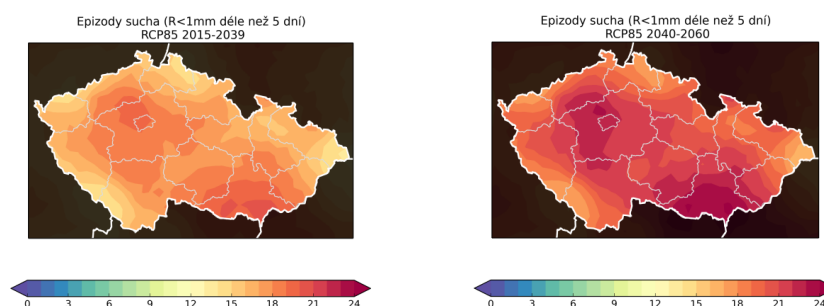 Epizody sucha (R<1mm déle než 5 dní)
RCP85 2015-2039
0 3 6 9 12 15 18 21 24
Epizody sucha (R<1mm déle než 5 dní)
RCP85 2040-2060
0 3 6 9 12 15 18 21 24